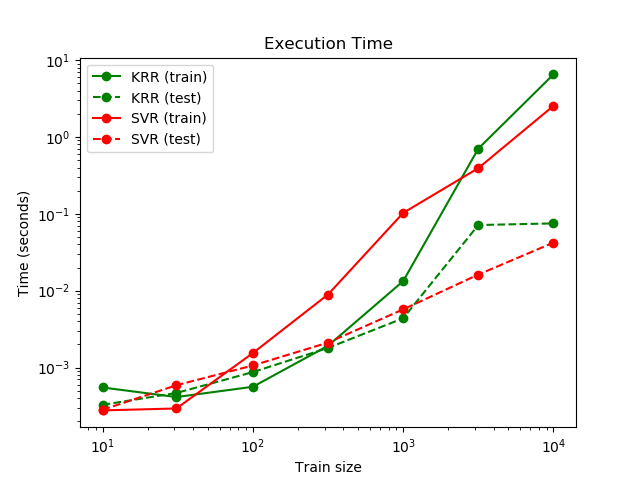 Execution Time
KRR (train)
KRR (test)
SVR (train)
SVR (test)
Time (seconds)
10¹
10⁰
10⁻¹
10⁻²
10⁻³
10¹
10²
10³
10⁴
Train size